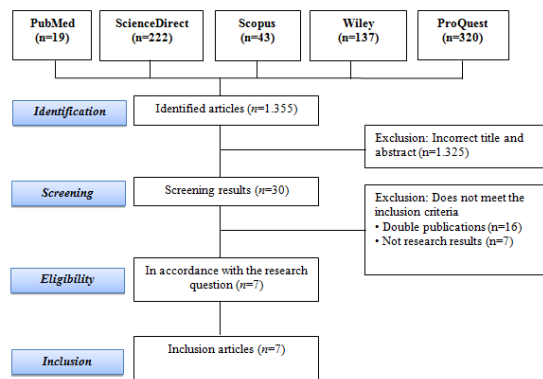 PubMed
(n=19)
ScienceDirect
(n=222)
Scopus
(n=43)
Wiley
(n=137)
ProQuest
(n=320)
Identification
Identified articles (n=1.355)
Exclusion: Incorrect title and
abstract (n=1.325)
Screening
Screening results (n=30)
Exclusion: Does not meet the
inclusion criteria
• Double publications (n=16)
• Not research results (n=7)
Eligibility
In accordance with the research
question (n=7)
Inclusion
Inclusion articles (n=7)